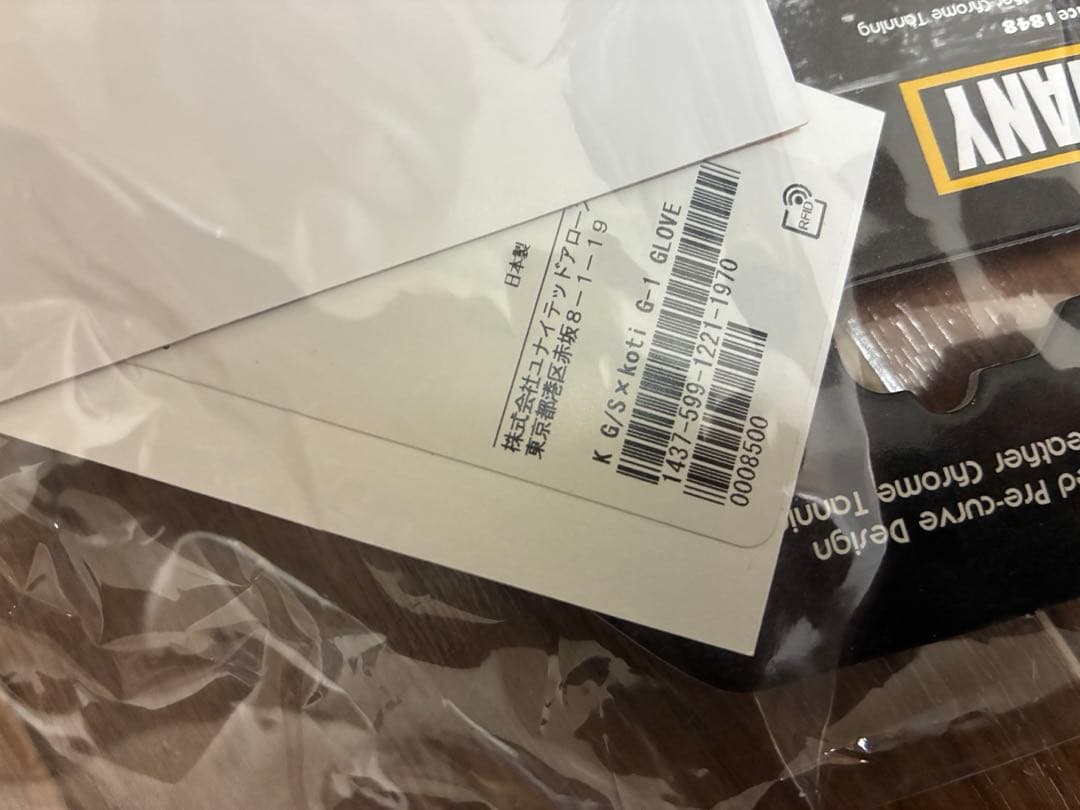 日本製
株式会社ユナイテッドアロー
東京都港区赤坂8-1-19
K G/S×koti G-1 GLOVE
1437-599-1221-1970
0008500
RFID
Chrome Tanning
1848
ANY
Pre-curve Design
Chrome